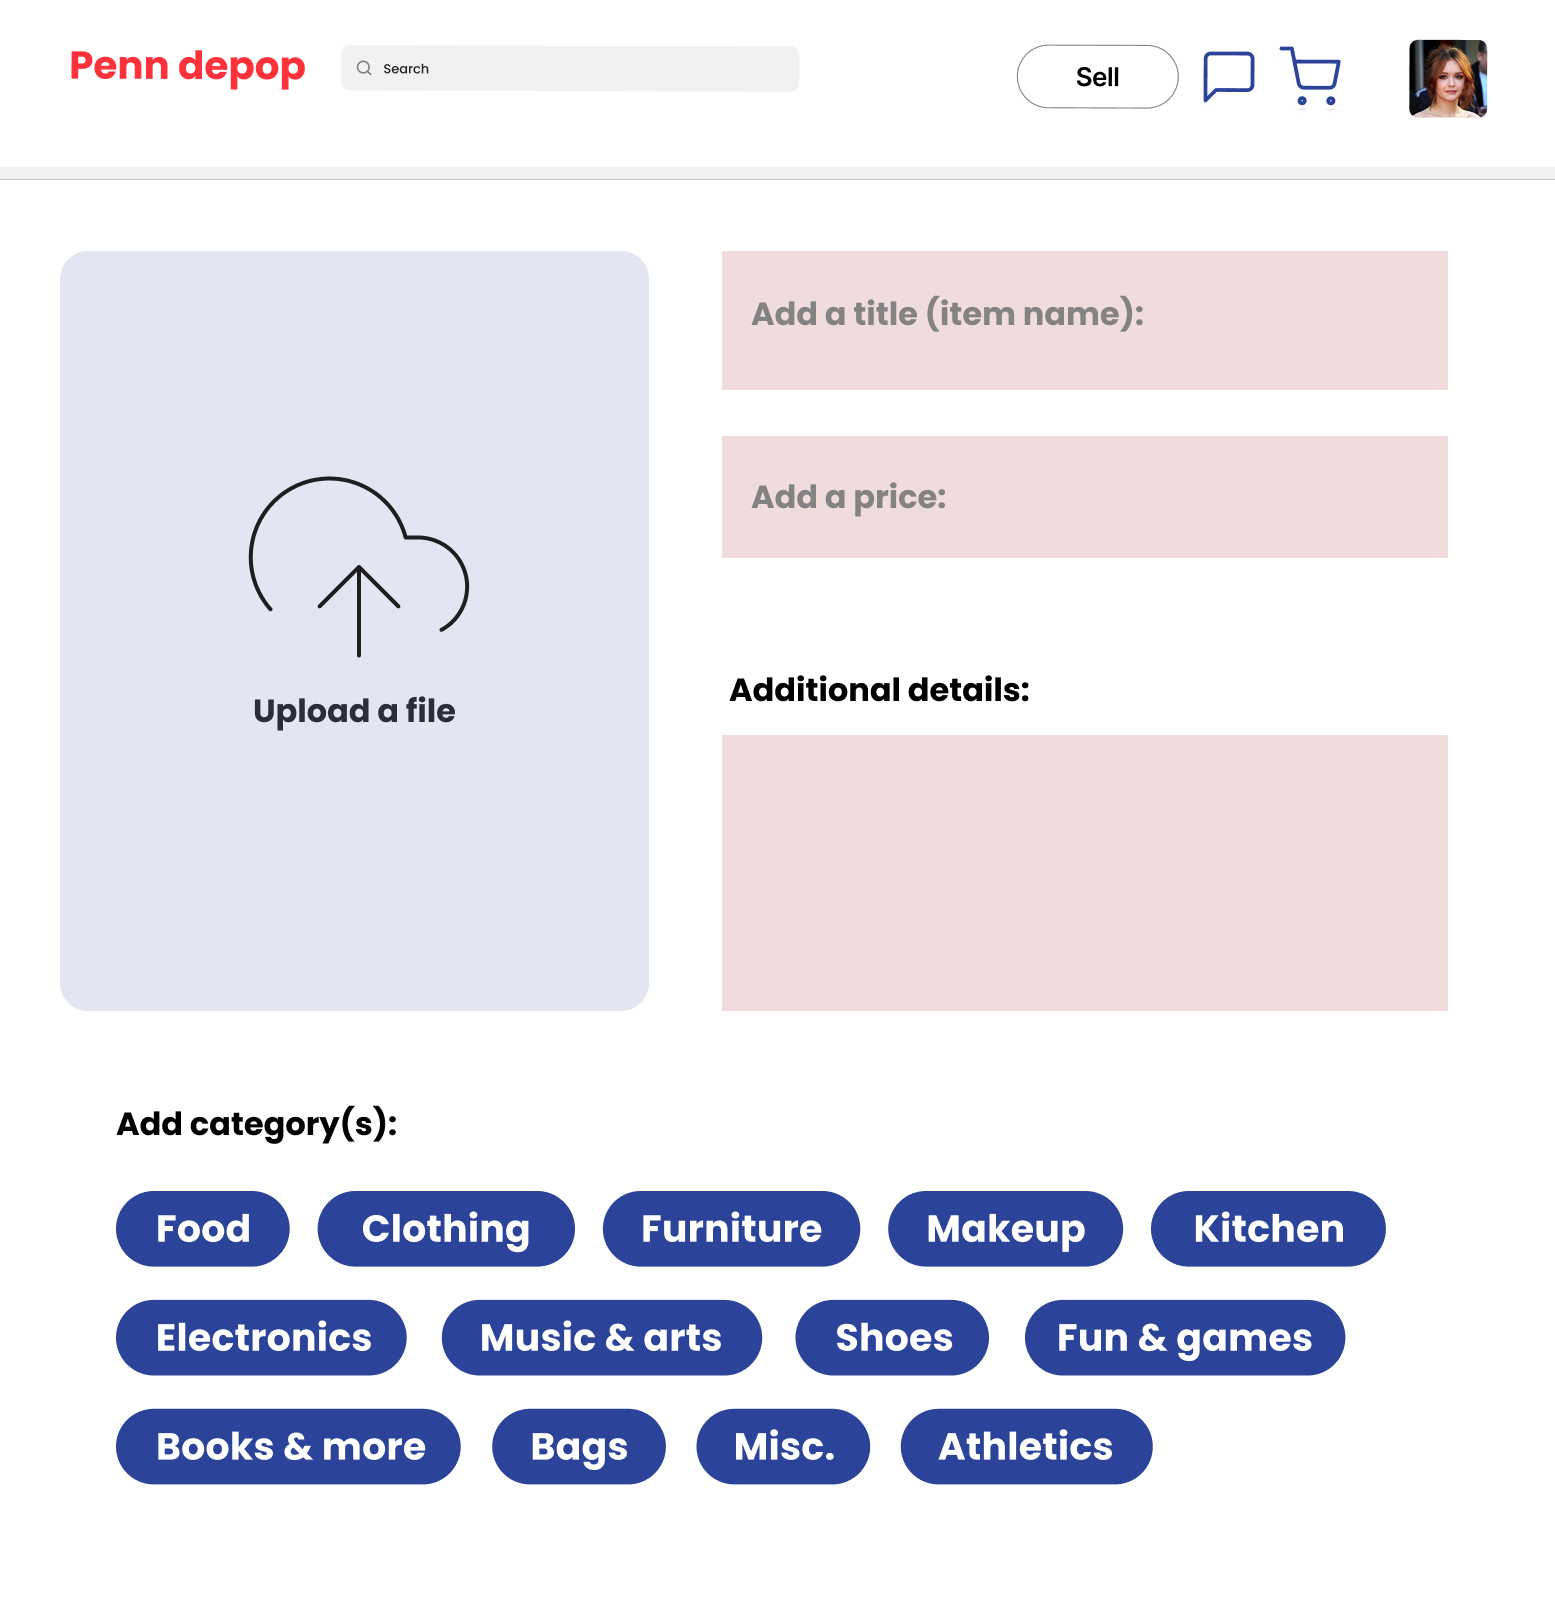 Penn depop
Search
Sell
Add a title (item name):
Add a price:
Upload a file
Additional details:
Add category(s):
Food
Clothing
Furniture
Makeup
Kitchen
Electronics
Music & arts
Shoes
Fun & games
Books & more
Bags
Misc.
Athletics